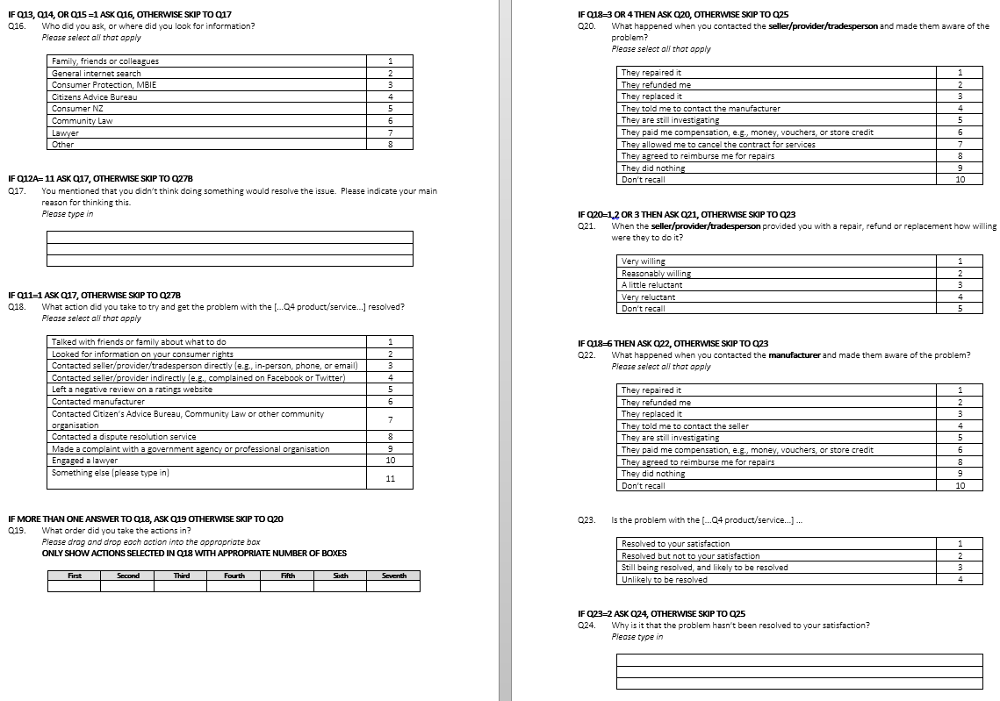 IF Q13, Q14, OR Q15 =1 ASK Q16, OTHERWISE SKIP TO Q17
Q16. Who did you ask, or where did you look for information?
Please select all that apply
Family, friends or colleagues 1
General internet search 2
Consumer Protection, MBIE 3
Citizens Advice Bureau 4
Consumer NZ 5
Community Law 6
Lawyer 7
Other 8
IF Q12A= 11 ASK Q17, OTHERWISE SKIP TO Q27B
Q17. You mentioned that you didn't think doing something would resolve the issue. Please indicate your main
reason for thinking this.
Please type in
IF Q11=1 ASK Q17, OTHERWISE SKIP TO Q27B
Q18. What action did you take to try and get the problem with the [...Q4 product/service...] resolved?
Please select all that apply
Talked with friends or family about what to do 1
Looked for information on your consumer rights 2
Contacted seller/provider/tradesperson directly (e.g., in-person, phone, or email) 3
Contacted seller/provider indirectly (e.g., complained on Facebook or Twitter) 4
Left a negative review on a ratings website 5
Contacted manufacturer 6
Contacted Citizen's Advice Bureau, Community Law or other community
organisation 7
Contacted a dispute resolution service 8
Made a complaint with a government agency or professional organisation 9
Engaged a lawyer 10
Something else (please type in) 11
IF MORE THAN ONE ANSWER TO Q18, ASK Q19 OTHERWISE SKIP TO Q20
Q19. What order did you take the actions in?
Please drag and drop each action into the appropriate box
ONLY SHOW ACTIONS SELECTED IN Q18 WITH APPROPRIATE NUMBER OF BOXES
First Second Third Fourth Fifth Sixth Seventh
IF Q18=3 OR 4 THEN ASK Q20, OTHERWISE SKIP TO Q25
Q20. What happened when you contacted the seller/provider/tradesperson and made them aware of the
problem?
Please select all that apply
They repaired it 1
They refunded me 2
They replaced it 3
They told me to contact the manufacturer 4
They are still investigating 5
They paid me compensation, e.g., money, vouchers, or store credit 6
They allowed me to cancel the contract for services 7
They agreed to reimburse me for repairs 8
They did nothing 9
Don't recall 10
IF Q20=1,2 OR 3 THEN ASK Q21, OTHERWISE SKIP TO Q23
Q21. When the seller/provider/tradesperson provided you with a repair, refund or replacement how willing
were they to do it?
Very willing 1
Reasonably willing 2
A little reluctant 3
Very reluctant 4
Don't recall 5
IF Q18=6 THEN ASK Q22, OTHERWISE SKIP TO Q23
Q22. What happened when you contacted the manufacturer and made them aware of the problem?
Please select all that apply
They repaired it 1
They refunded me 2
They replaced it 3
They told me to contact the seller 4
They are still investigating 5
They paid me compensation, e.g., money, vouchers, or store credit 6
They agreed to reimburse me for repairs 8
They did nothing 9
Don't recall 10
Q23. Is the problem with the [...Q4 product/service...] ...
Resolved to your satisfaction 1
Resolved but not to your satisfaction 2
Still being resolved, and likely to be resolved 3
Unlikely to be resolved 4
IF Q23=2 ASK Q24, OTHERWISE SKIP TO Q25
Q24. Why is it that the problem hasn't been resolved to your satisfaction?
Please type in